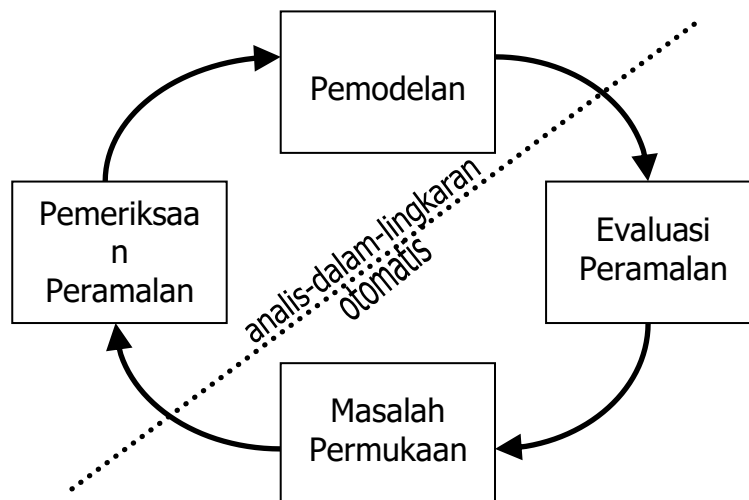 Pemodelan
Pemeriksaa
n
Peramalan
analis-dalam-lingkaran
otomatis
Evaluasi
Peramalan
Masalah
Permukaan